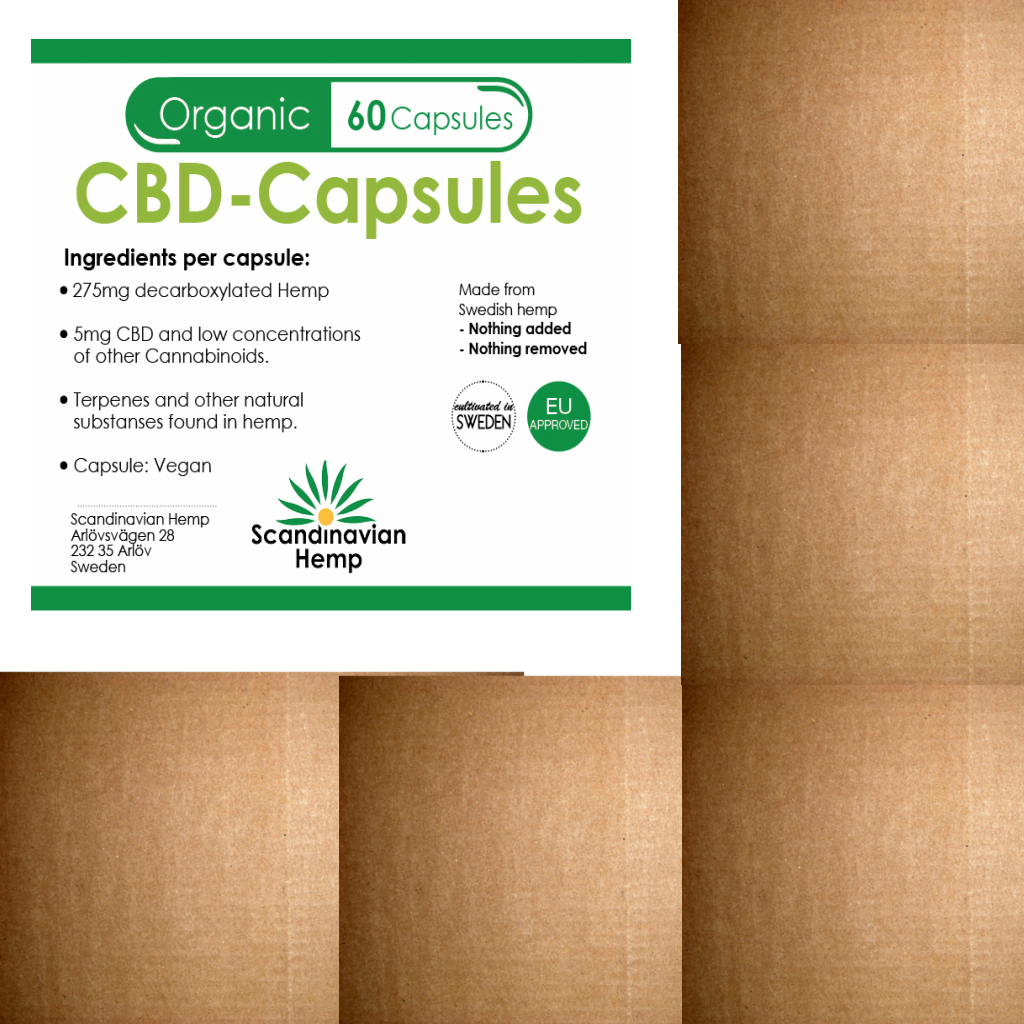 Organic 60 Capsules
CBD-Capsules
Ingredients per capsule:
• 275mg decarboxylated Hemp
• 5mg CBD and low concentrations
of other Cannabinoids.
• Terpenes and other natural
substanses found in hemp.
• Capsule: Vegan
Made from
Swedish hemp
- Nothing added
- Nothing removed
cultivated in
SWEDEN
EU
APPROVED
Scandinavian Hemp
Arlövsvägen 28
232 35 Arlöv
Sweden
Scandinavian
Hemp